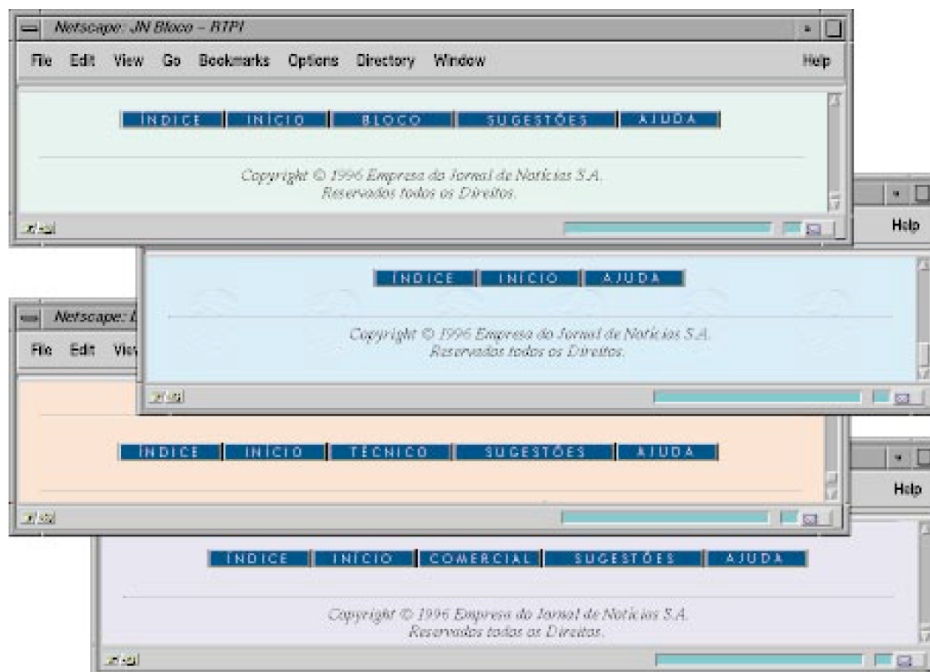 Netscape: JN Bloco – RTPI
File Edit View Go Bookmarks Options Directory Window Help
ÍNDICE INÍCIO BLOCO SUGESTÕES AJUDA
Copyright © 1996 Empresa do Jornal de Notícias S.A.
Reservados todos os Direitos.
Help
ÍNDICE INÍCIO AJUDA
Copyright © 1996 Empresa do Jornal de Notícias S.A.
Reservados todos os Direitos.
Netscape:
File Edit View
ÍNDICE INÍCIO TÉCNICO SUGESTÕES AJUDA
Help
ÍNDICE INÍCIO COMERCIAL SUGESTÕES AJUDA
Copyright © 1996 Empresa do Jornal de Notícias S.A.
Reservados todos os Direitos.